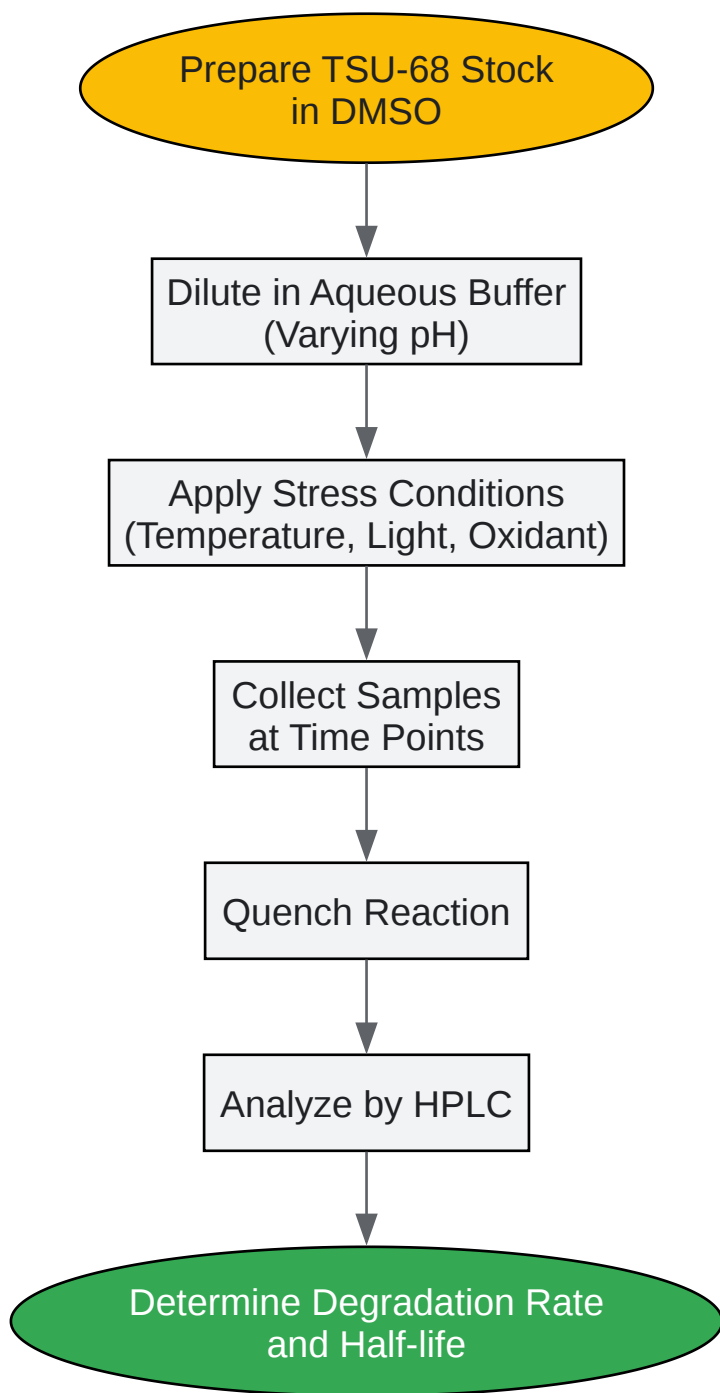 Prepare TSU-68 Stock
in DMSO
Dilute in Aqueous Buffer
(Varying pH)
Apply Stress Conditions
(Temperature, Light, Oxidant)
Collect Samples
at Time Points
Quench Reaction
Analyze by HPLC
Determine Degradation Rate
and Half-life